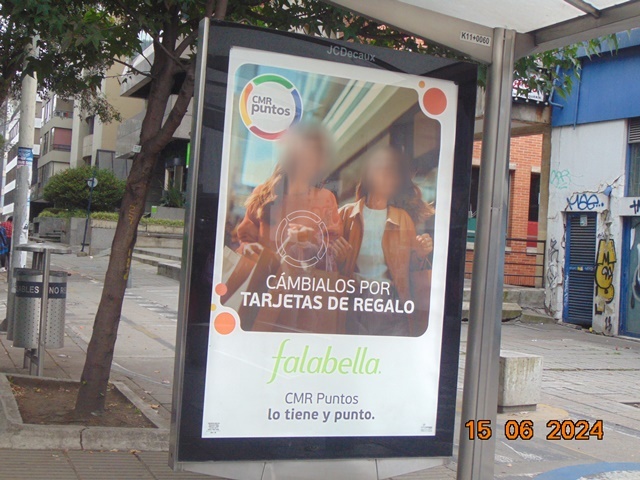 K11+0060
JCDecaux
CMR
puntos
CÁMBIALOS POR
TARJETAS DE REGALO
falabella.
CMR Puntos
lo tiene y punto.
15 06 2024